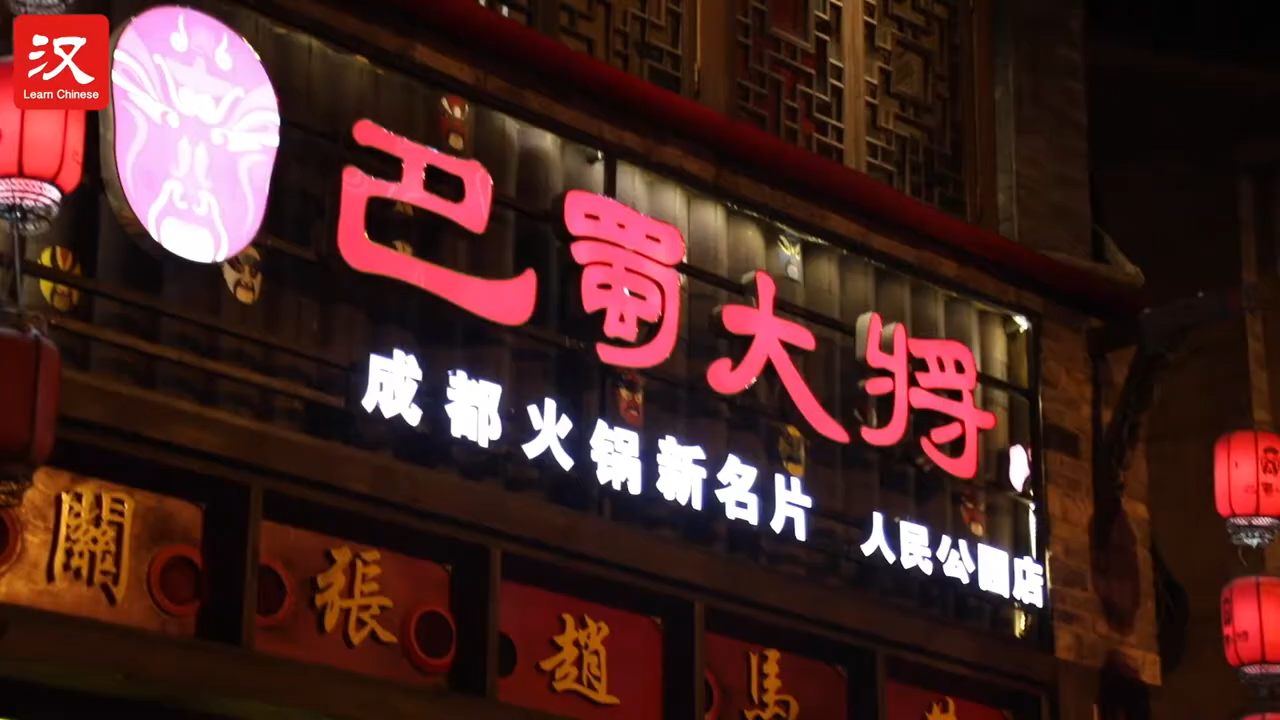 汉
Learn Chinese
巴蜀大将
成都火锅新名片 人民公园店
關 張 趙 馬